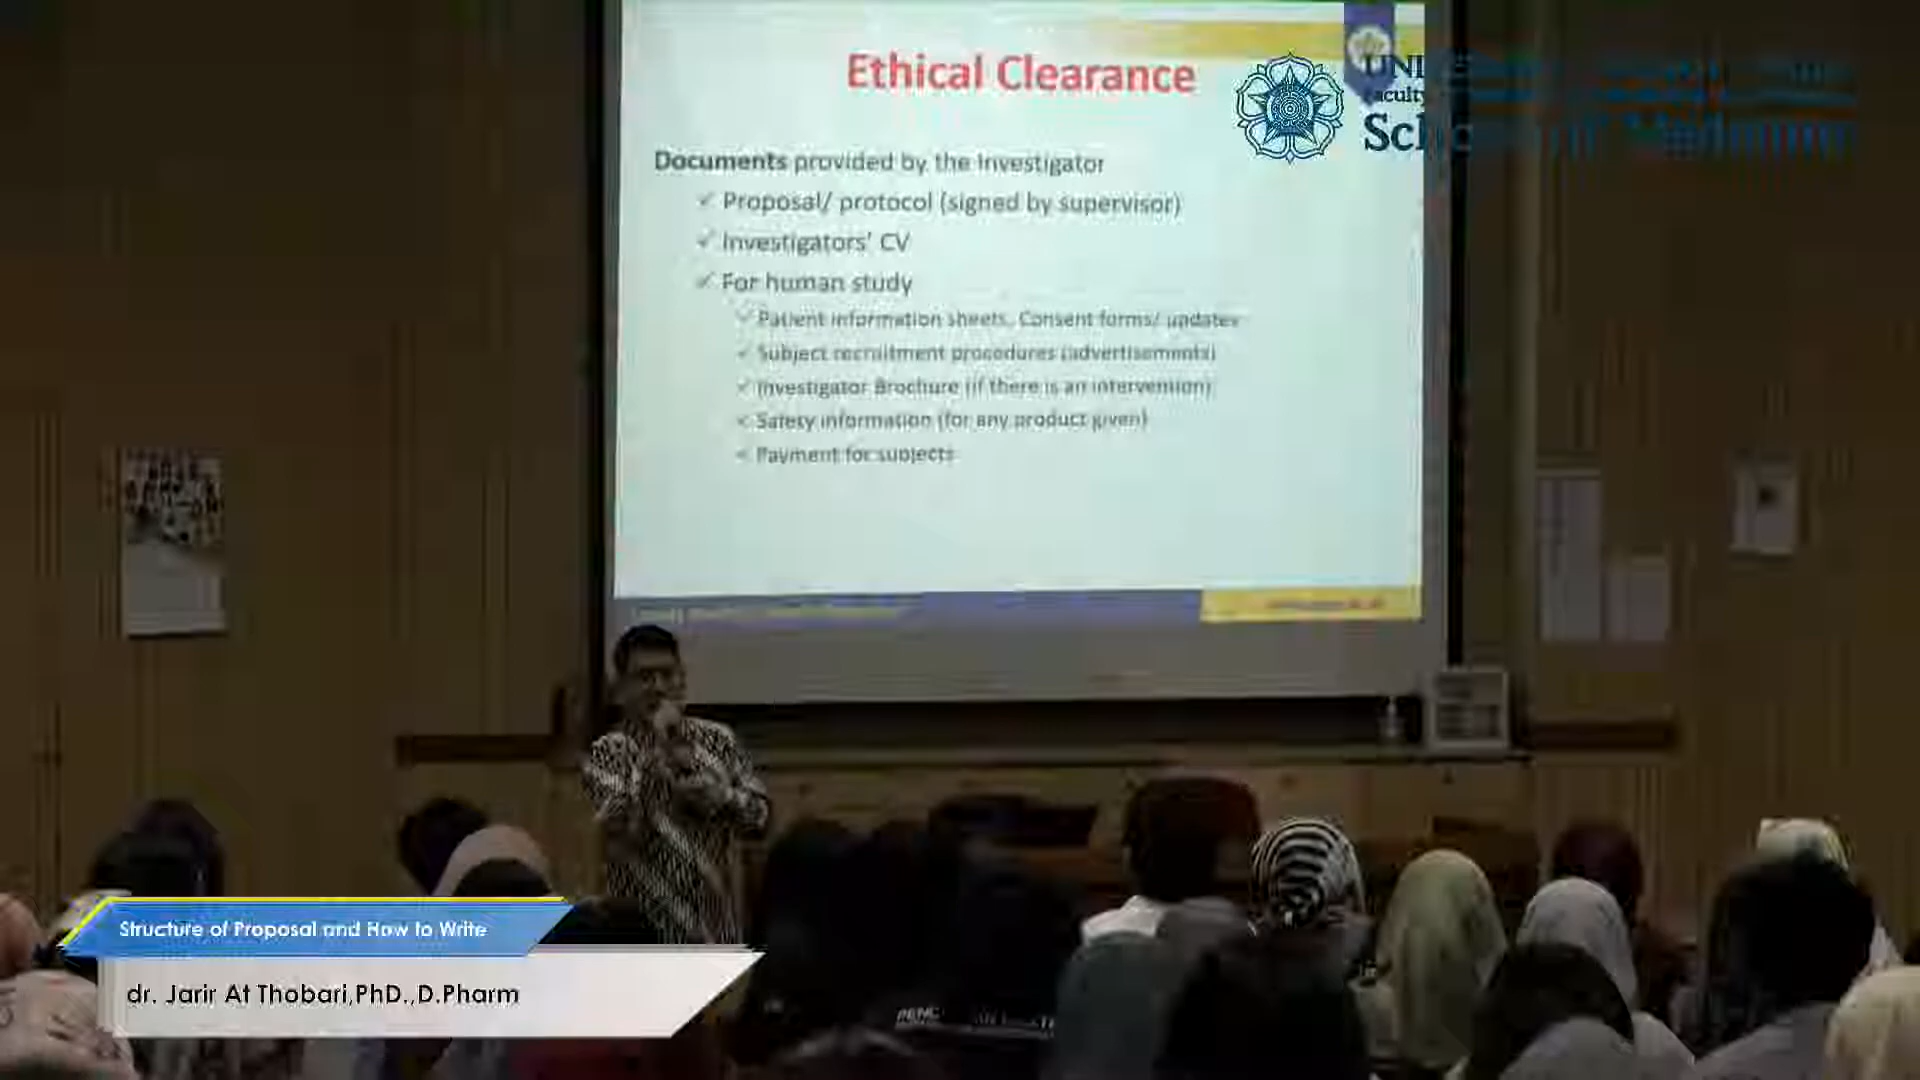 Ethical Clearance
UNI
Faculty
School of Medicine
Documents provided by the Investigator
✓ Proposal/ protocol (signed by supervisor)
✓ Investigators' CV
✓ For human study
✓ Patient information sheets, Consent forms/ updates
✓ Subject recruitment procedures (advertisements)
✓ Investigator Brochure (if there is an intervention)
✓ Safety information (for any product given)
✓ Payment for subjects
Structure of Proposal and How to Write
dr. Jarir At Thobari,PhD.,D.Pharm